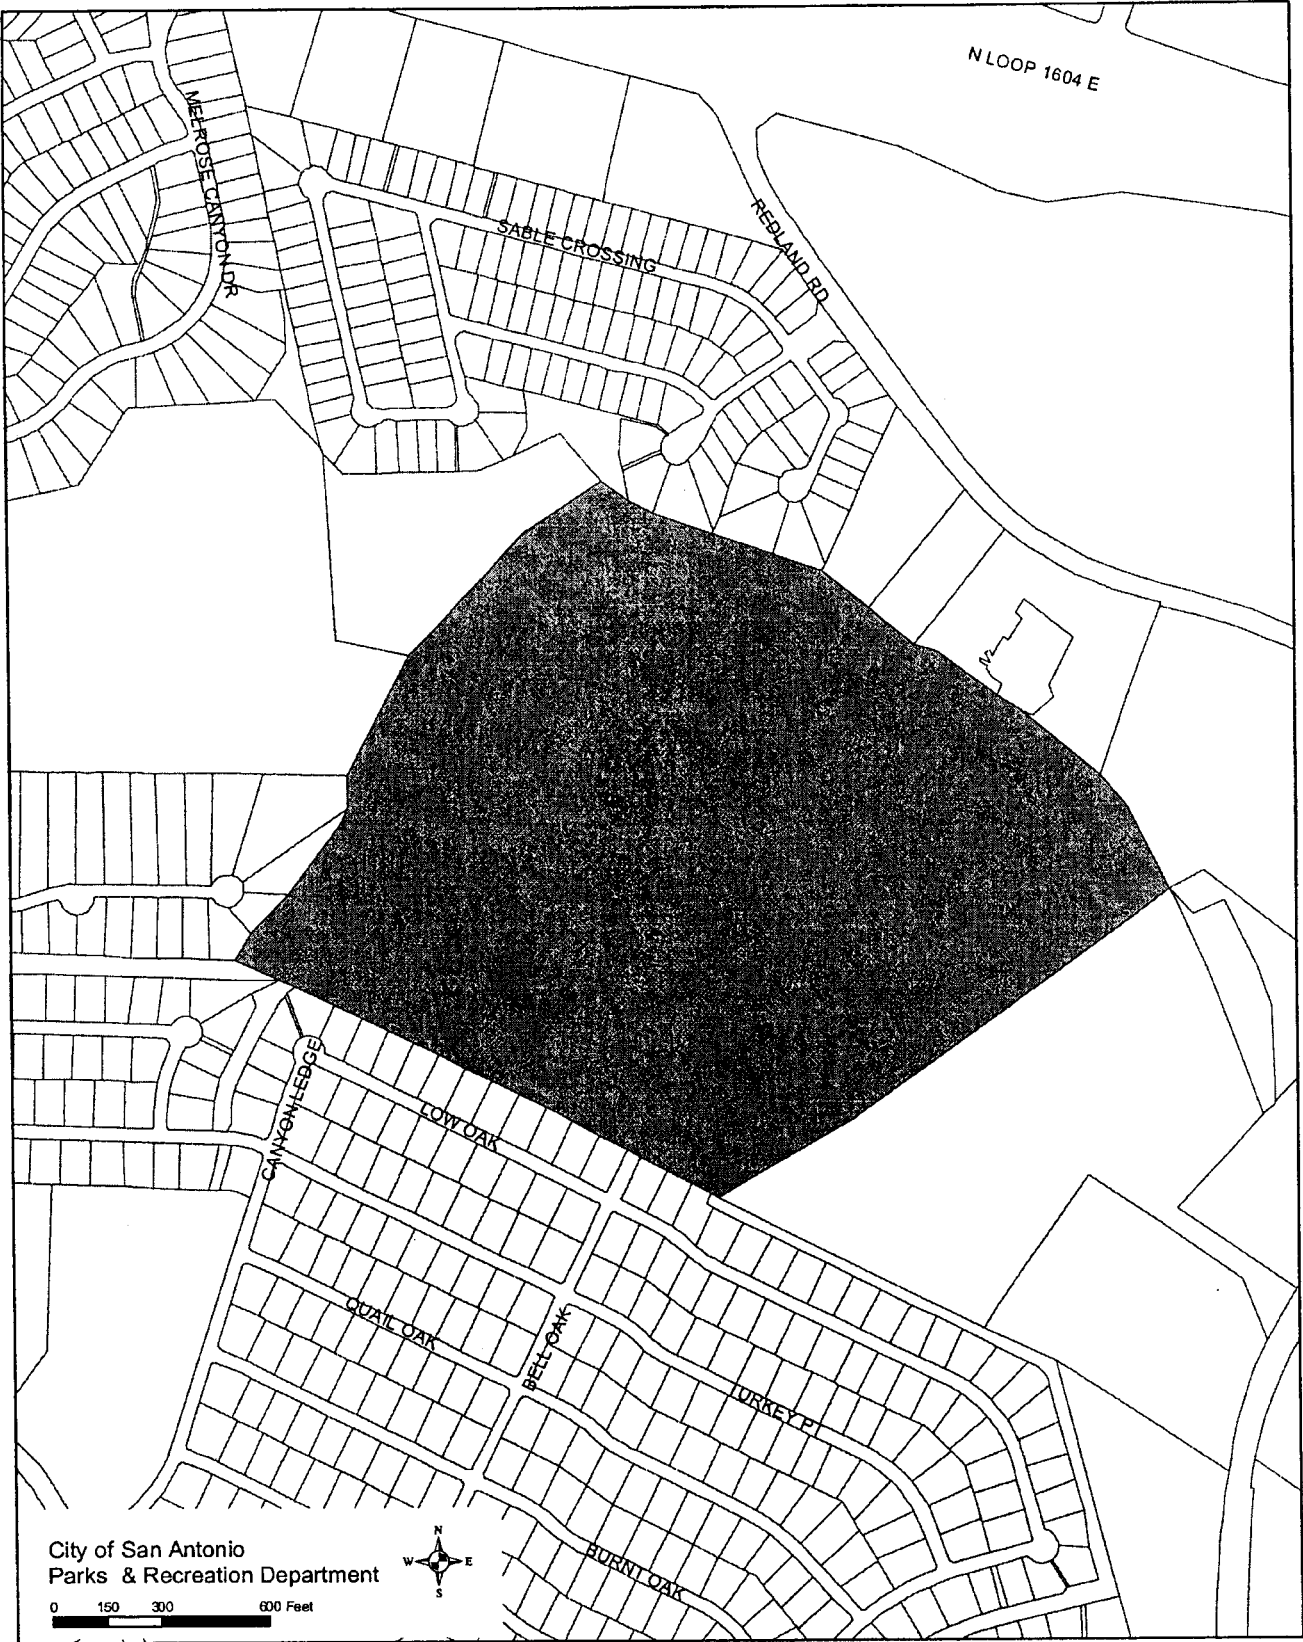 N LOOP 1604 E
MELROSE CANYON DR
REDLAND RD
SABLE CROSSING
CANYON LEDGE
LOW OAK
QUAIL OAK
BELL OAK
TURKEY PT
BURNT OAK
City of San Antonio
Parks & Recreation Department
N
W E
S
0 150 300 600 Feet